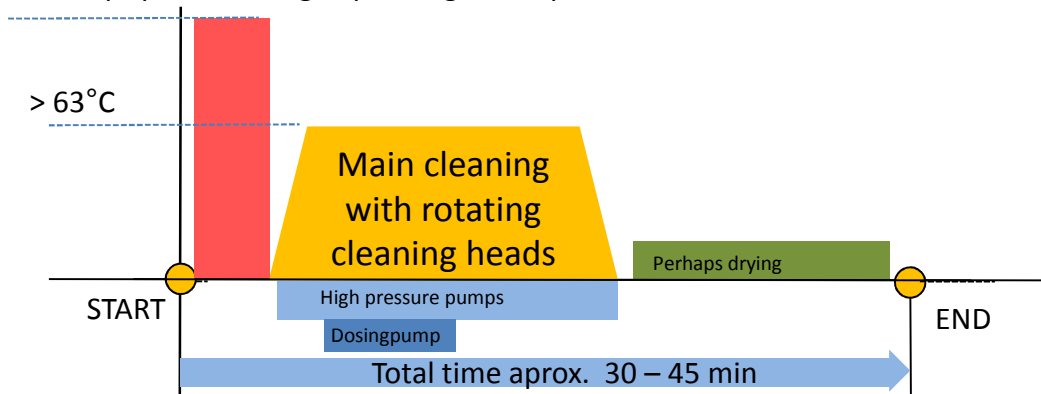 > 63°C
Main cleaning
with rotating
cleaning heads
Perhaps drying
START
High pressure pumps
END
Dosingpump
Total time aprox. 30 – 45 min